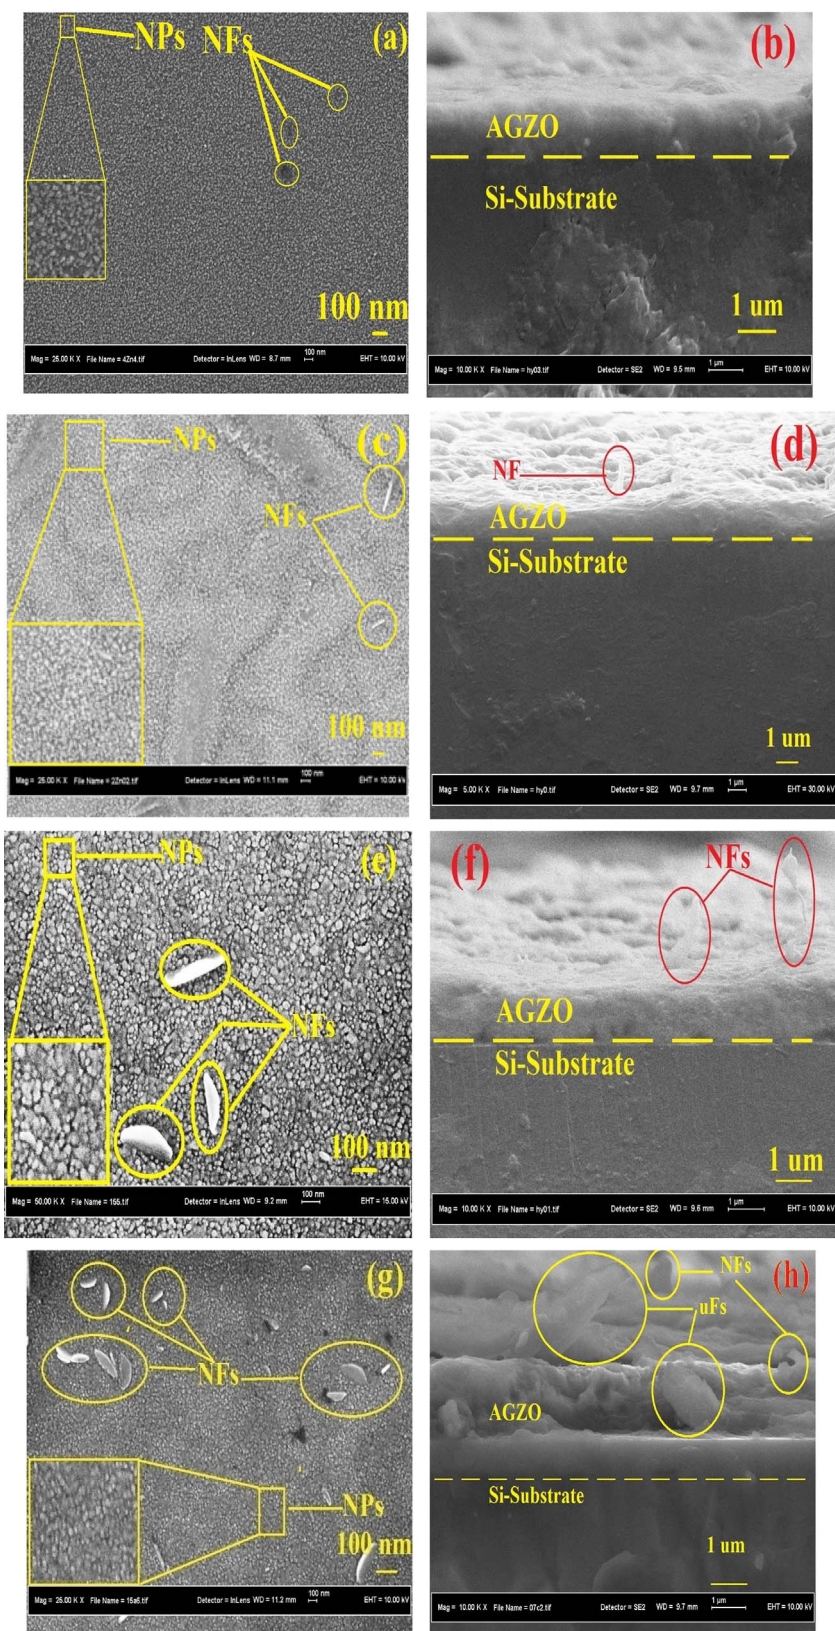 NPs NFs (a)
100 nm
Mag = 25.00 K X File Name = 4Zn4.tif Detector = InLens WD = 8.7 mm 100 nm EHT = 10.00 kV
(b)
AGZO
Si-Substrate
1 um
Mag = 10.00 K X File Name = hy03.tif Detector = SE2 WD = 9.5 mm 1 µm EHT = 10.00 kV
NPs (c)
NFs
100 nm
Mag = 25.00 K X File Name = 2Zn02.tif Detector = InLens WD = 11.1 mm 100 nm EHT = 10.00 kV
(d)
NF
AGZO
Si-Substrate
1 um
Mag = 5.00 K X File Name = hy0.tif Detector = SE2 WD = 9.7 mm 1 µm EHT = 30.00 kV
NPs (e)
NFs
100 nm
Mag = 50.00 K X File Name = 155.tif Detector = InLens WD = 9.2 mm 100 nm EHT = 15.00 kV
(f) NFs
AGZO
Si-Substrate
1 um
Mag = 10.00 K X File Name = hy01.tif Detector = SE2 WD = 9.6 mm 1 µm EHT = 10.00 kV
(g)
NFs
NPs
100 nm
Mag = 25.00 K X File Name = 15a6.tif Detector = InLens WD = 11.2 mm 100 nm EHT = 10.00 kV
NFs (h)
uFs
AGZO
Si-Substrate
1 um
Mag = 10.00 K X File Name = 07c2.tif Detector = SE2 WD = 9.7 mm 1 µm EHT = 10.00 kV